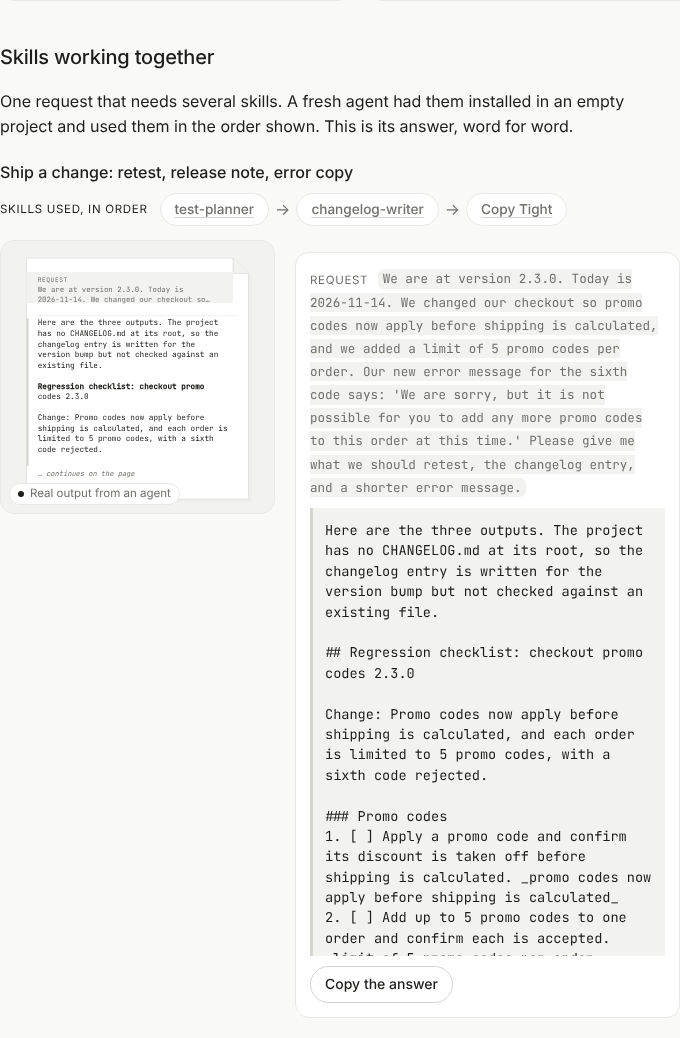 Skills working together
One request that needs several skills. A fresh agent had them installed in an empty
project and used them in the order shown. This is its answer, word for word.
Ship a change: retest, release note, error copy
SKILLS USED, IN ORDER test-planner → changelog-writer → Copy Tight
REQUEST
We are at version 2.3.0. Today is
2026-11-14. We changed our checkout so…
Here are the three outputs. The project
has no CHANGELOG.md at its root, so the
changelog entry is written for the
version bump but not checked against an
existing file.
Regression checklist: checkout promo
codes 2.3.0
Change: Promo codes now apply before
shipping is calculated, and each order is
limited to 5 promo codes, with a sixth
code rejected.
… continues on the page
Real output from an agent
REQUEST We are at version 2.3.0. Today is
2026-11-14. We changed our checkout so promo
codes now apply before shipping is calculated,
and we added a limit of 5 promo codes per
order. Our new error message for the sixth
code says: 'We are sorry, but it is not
possible for you to add any more promo codes
to this order at this time.' Please give me
what we should retest, the changelog entry,
and a shorter error message.
Here are the three outputs. The project
has no CHANGELOG.md at its root, so the
changelog entry is written for the
version bump but not checked against an
existing file.
## Regression checklist: checkout promo
codes 2.3.0
Change: Promo codes now apply before
shipping is calculated, and each order
is limited to 5 promo codes, with a
sixth code rejected.
### Promo codes
1. [ ] Apply a promo code and confirm
its discount is taken off before
shipping is calculated. _promo codes now
apply before shipping is calculated_
2. [ ] Add up to 5 promo codes to one
order and confirm each is accepted.
Copy the answer